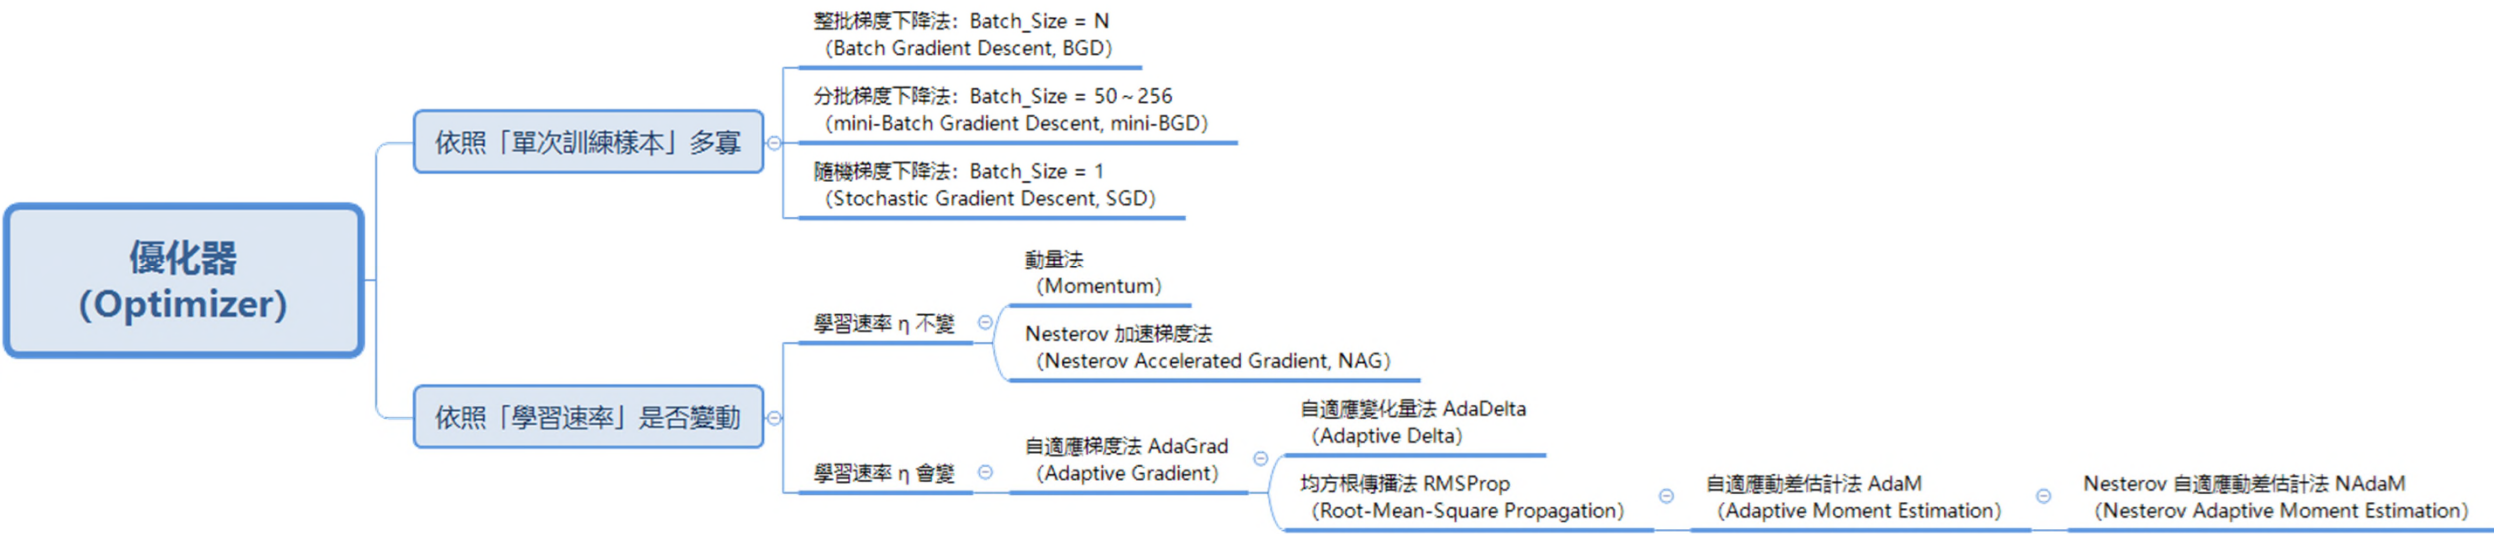 優化器
(Optimizer)
依照「單次訓練樣本」多寡
整批梯度下降法：Batch_Size = N
（Batch Gradient Descent, BGD）
分批梯度下降法：Batch_Size = 50～256
（mini-Batch Gradient Descent, mini-BGD）
隨機梯度下降法：Batch_Size = 1
（Stochastic Gradient Descent, SGD）
依照「學習速率」是否變動
學習速率 η 不變
動量法
（Momentum）
Nesterov 加速梯度法
（Nesterov Accelerated Gradient, NAG）
學習速率 η 會變
自適應梯度法 AdaGrad
（Adaptive Gradient）
自適應變化量法 AdaDelta
（Adaptive Delta）
均方根傳播法 RMSProp
（Root-Mean-Square Propagation）
自適應動差估計法 AdaM
（Adaptive Moment Estimation）
Nesterov 自適應動差估計法 NAdaM
（Nesterov Adaptive Moment Estimation）